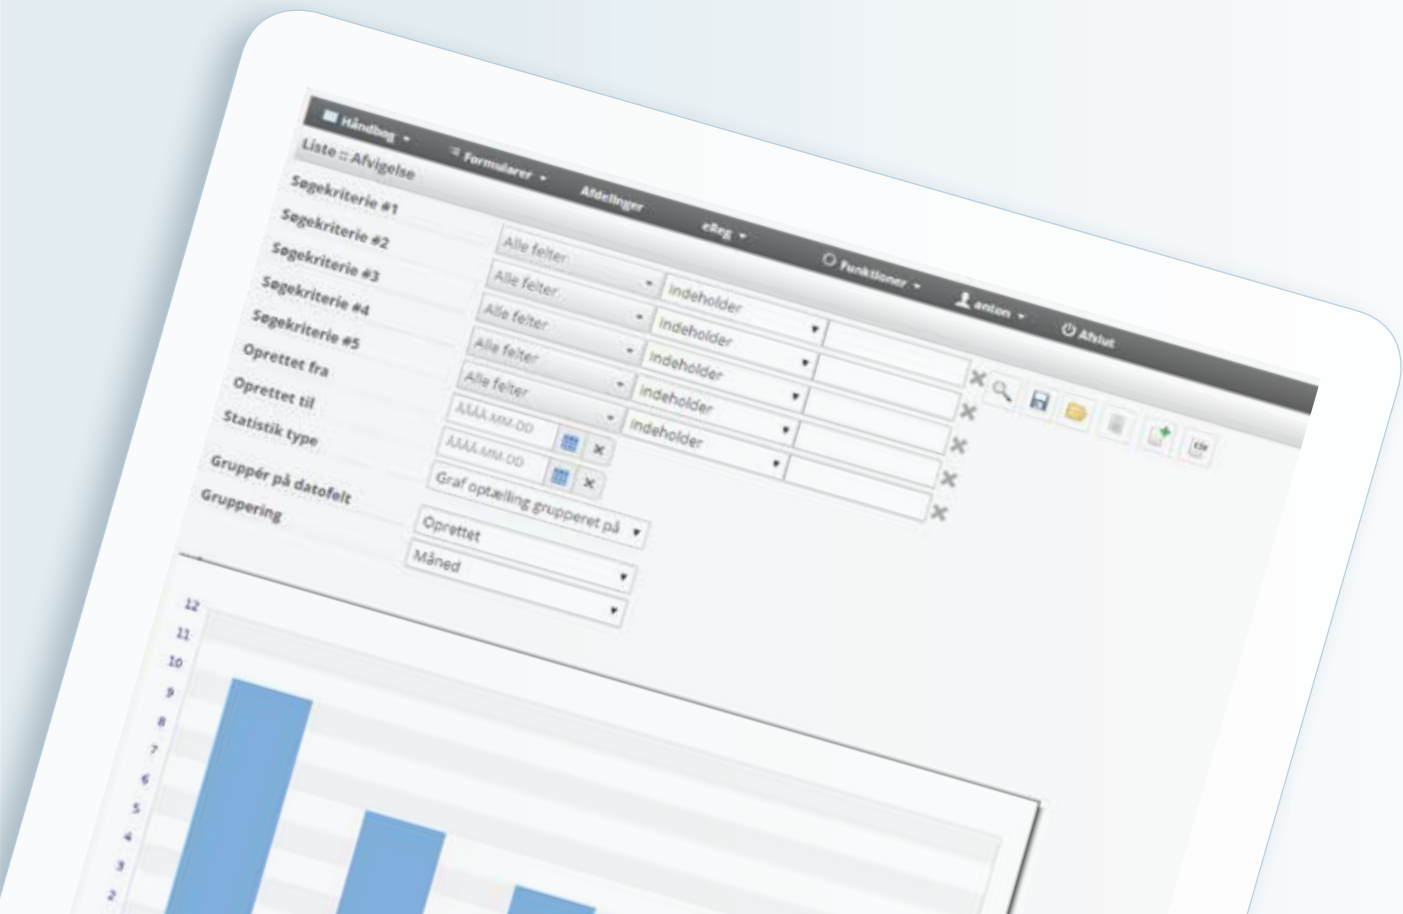 Håndbog Formularer Afdelinger eReg Funktioner anton Afslut
Liste :: Afvigelse
Søgekriterie #1 Alle felter indeholder
Søgekriterie #2 Alle felter indeholder
Søgekriterie #3 Alle felter indeholder
Søgekriterie #4 Alle felter indeholder
Søgekriterie #5 Alle felter indeholder
Oprettet fra ÅÅÅÅ-MM-DD
Oprettet til ÅÅÅÅ-MM-DD
Statistik type Graf optælling grupperet på
Gruppér på datofelt Oprettet
Gruppering Måned
12
11
10
9
8
7
6
5
4
3
2